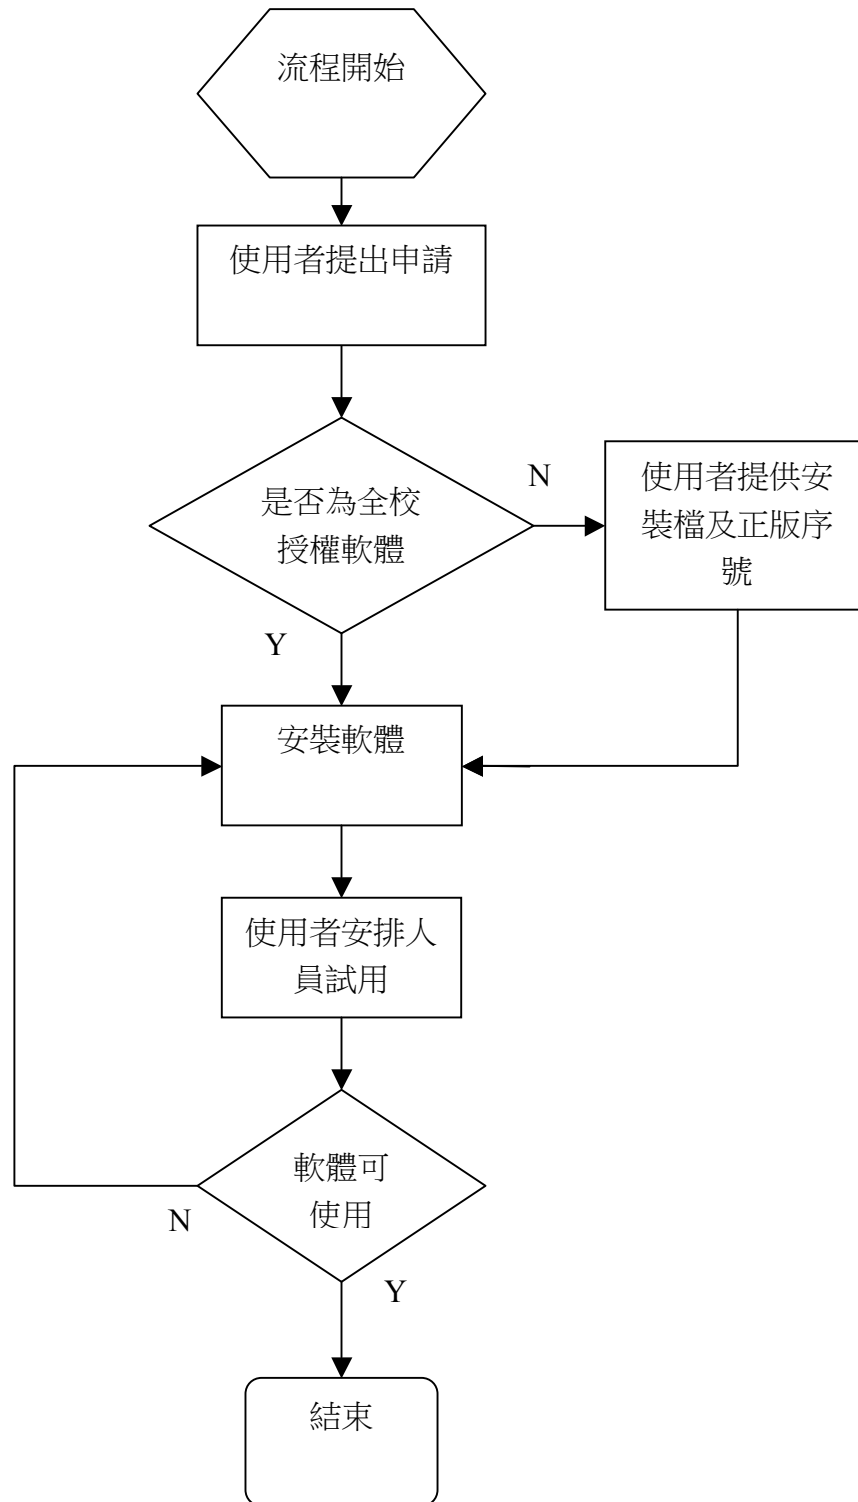 流程開始
使用者提出申請
是否為全校
授權軟體
N
使用者提供安
裝檔及正版序
號
Y
安裝軟體
使用者安排人
員試用
軟體可
使用
N
Y
結束